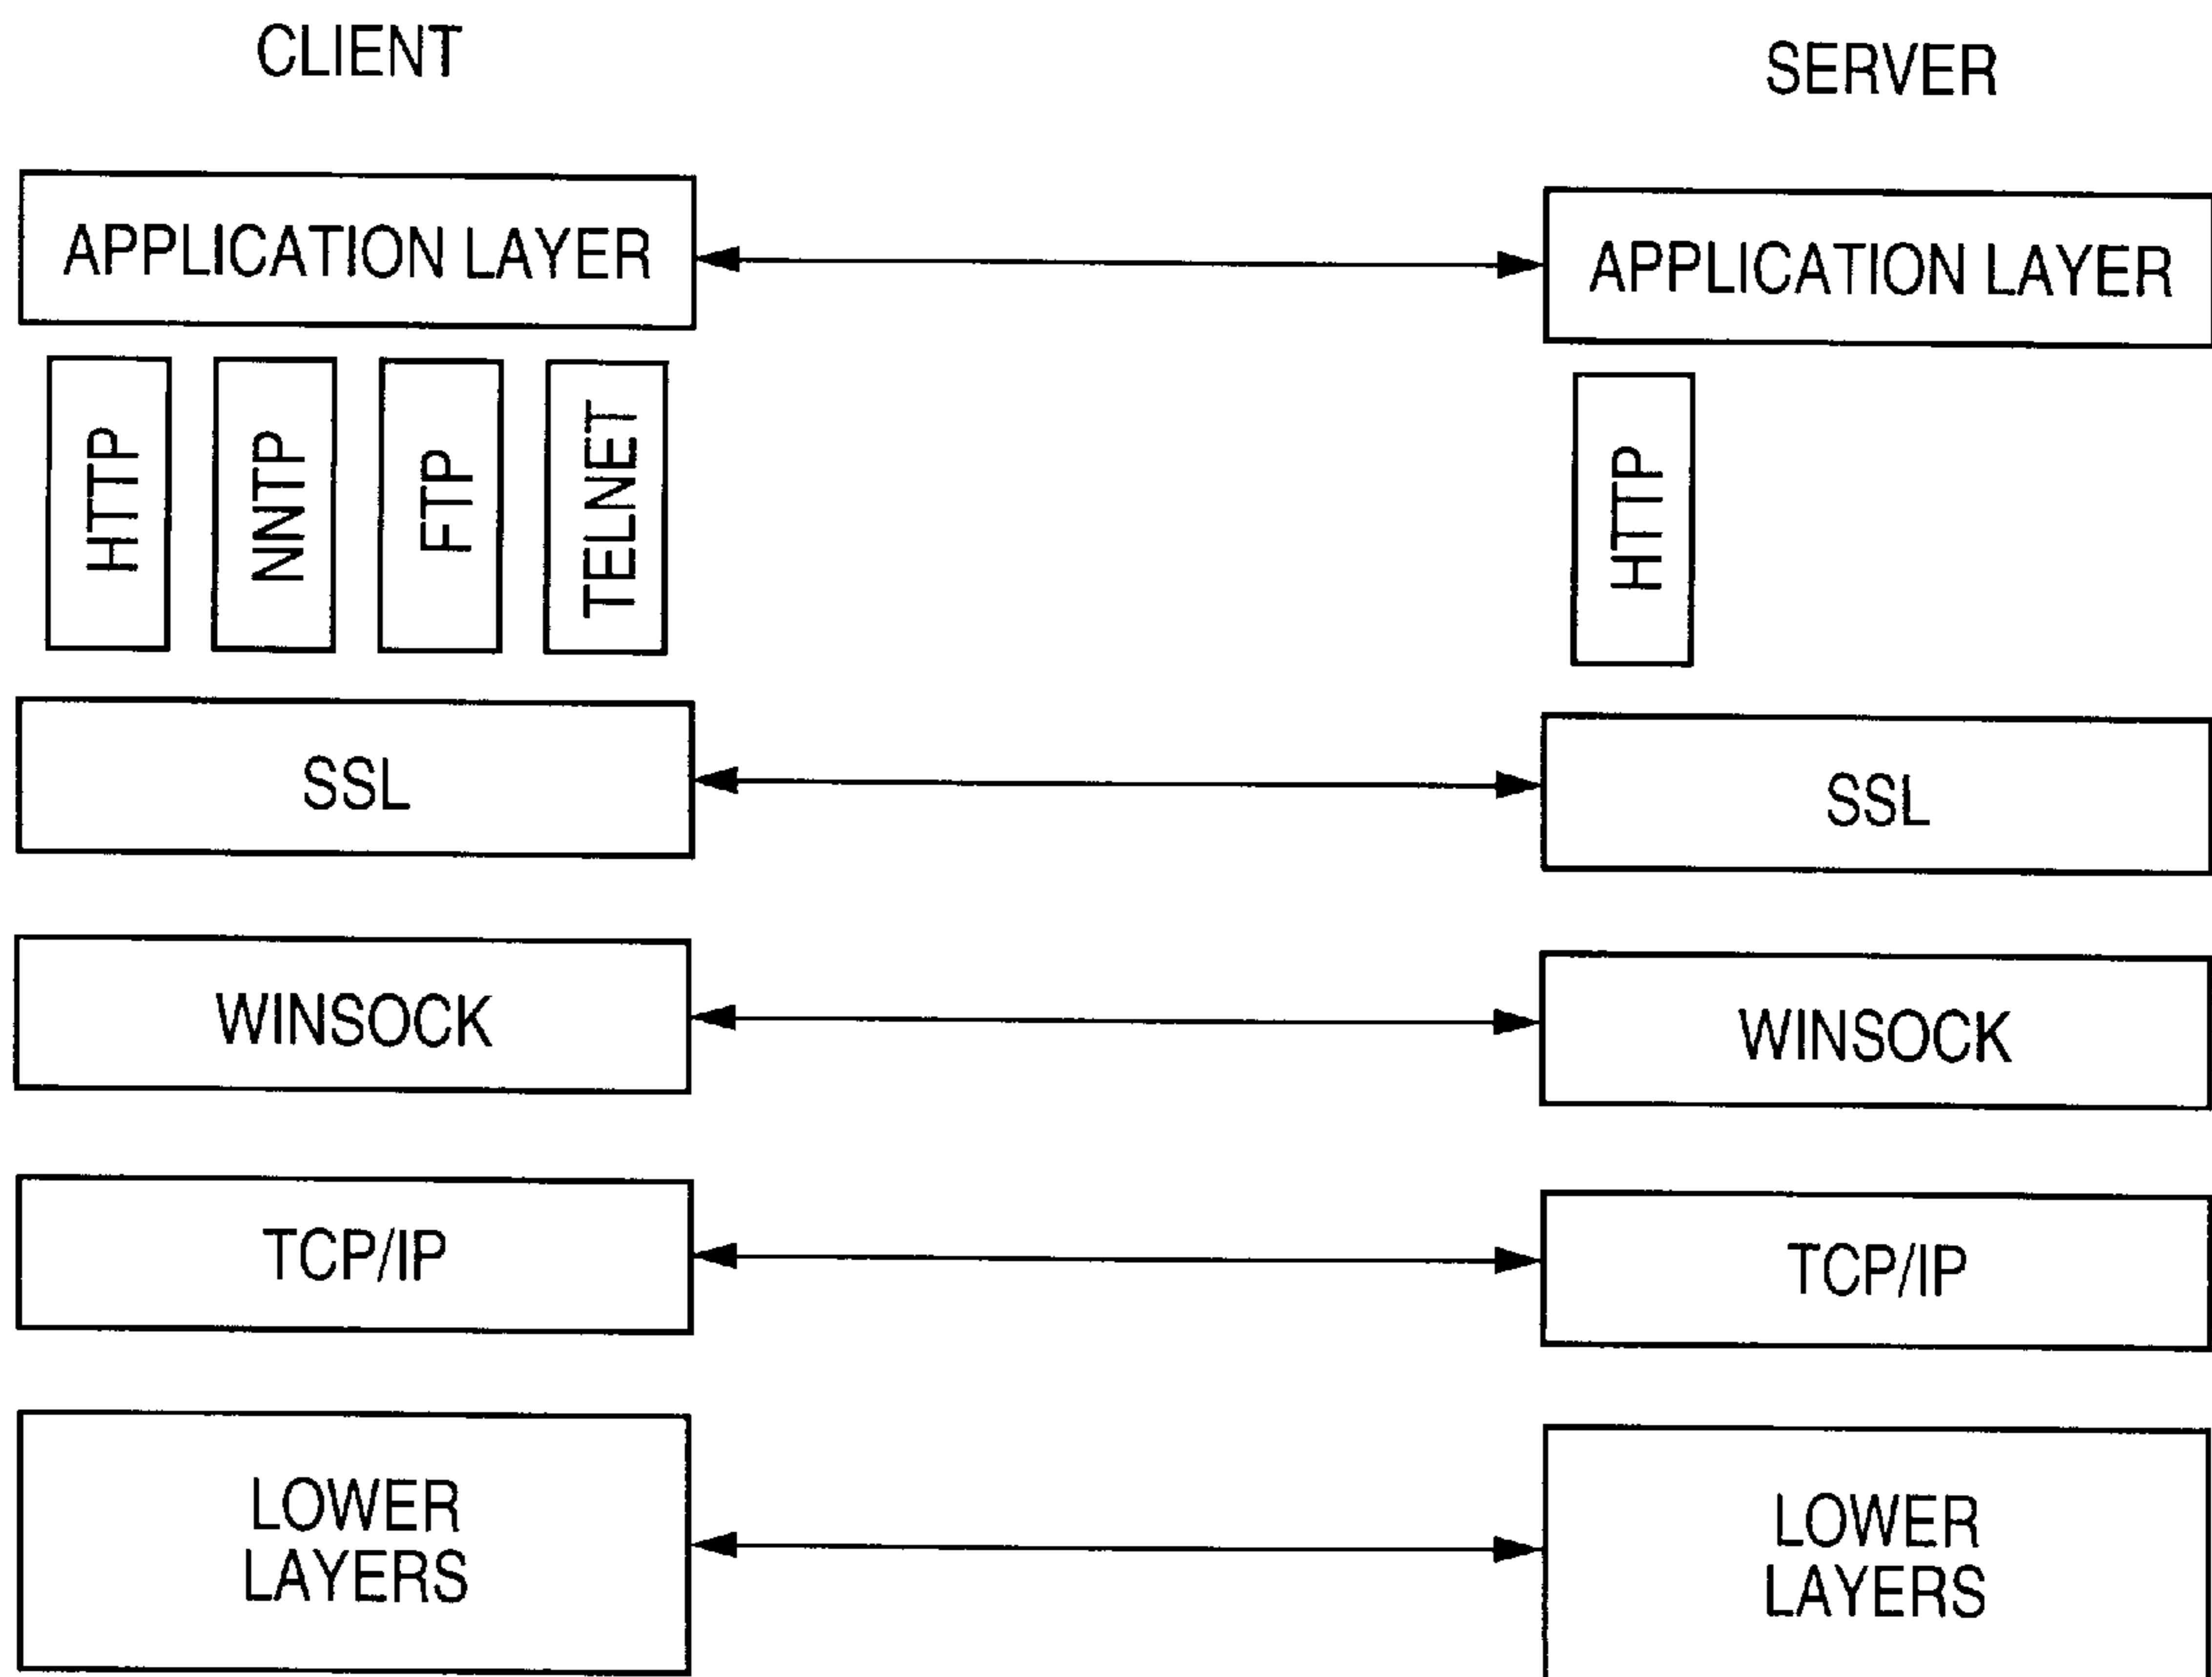 CLIENT
SERVER
APPLICATION LAYER
APPLICATION LAYER
HTTP
NNTP
FTP
TELNET
HTTP
SSL
SSL
WINSOCK
WINSOCK
TCP/IP
TCP/IP
LOWER
LAYERS
LOWER
LAYERS